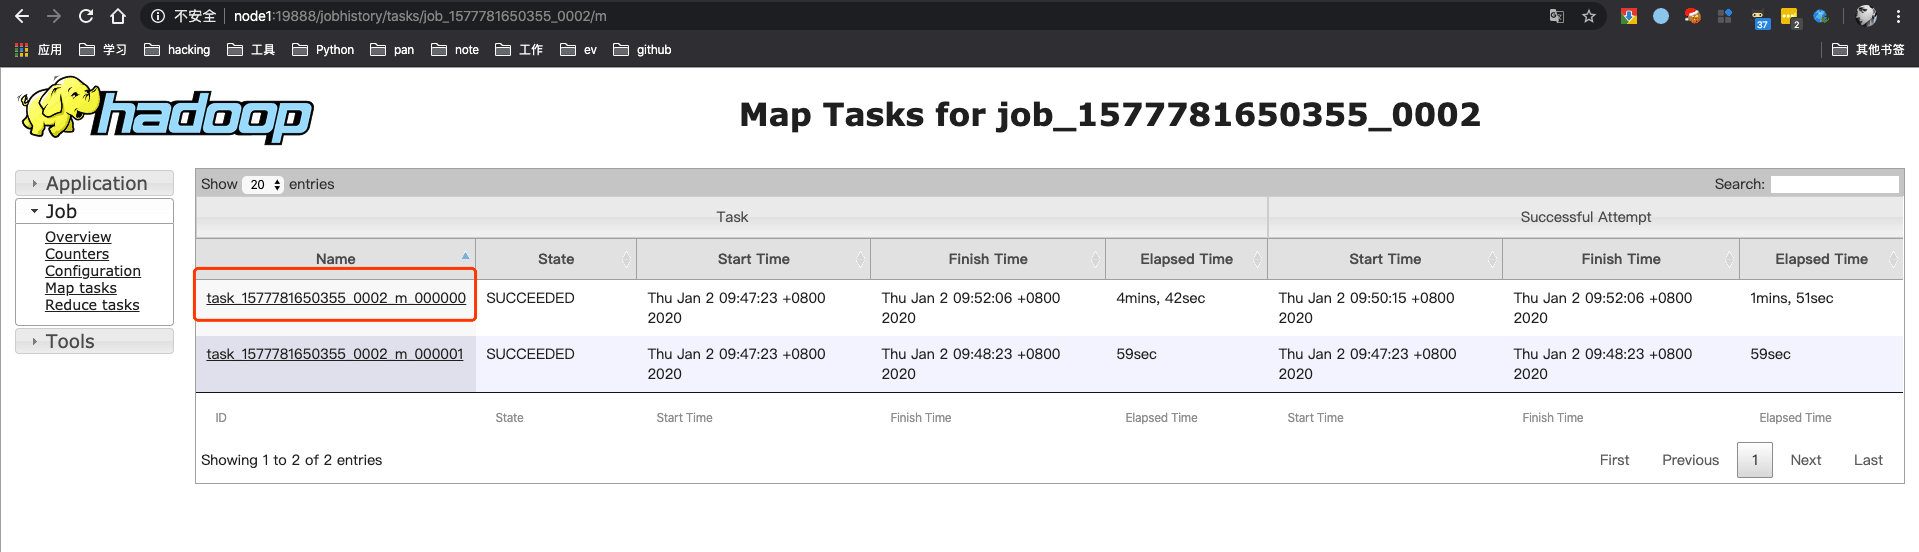 不安全 node1:19888/jobhistory/tasks/job_1577781650355_0002/m
37 2
应用 学习 hacking 工具 Python pan note 工作 ev github 其他书签
hadoop
Map Tasks for job_1577781650355_0002
Application
Job
Overview
Counters
Configuration
Map tasks
Reduce tasks
Tools
Show 20 entries Search:
Task Successful Attempt
Name State Start Time Finish Time Elapsed Time Start Time Finish Time Elapsed Time
task_1577781650355_0002_m_000000 SUCCEEDED Thu Jan 2 09:47:23 +0800 Thu Jan 2 09:52:06 +0800 4mins, 42sec Thu Jan 2 09:50:15 +0800 Thu Jan 2 09:52:06 +0800 1mins, 51sec
2020 2020 2020 2020
task_1577781650355_0002_m_000001 SUCCEEDED Thu Jan 2 09:47:23 +0800 Thu Jan 2 09:48:23 +0800 59sec Thu Jan 2 09:47:23 +0800 Thu Jan 2 09:48:23 +0800 59sec
2020 2020 2020 2020
ID State Start Time Finish Time Elapsed Time Start Time Finish Time Elapsed Time
Showing 1 to 2 of 2 entries First Previous 1 Next Last